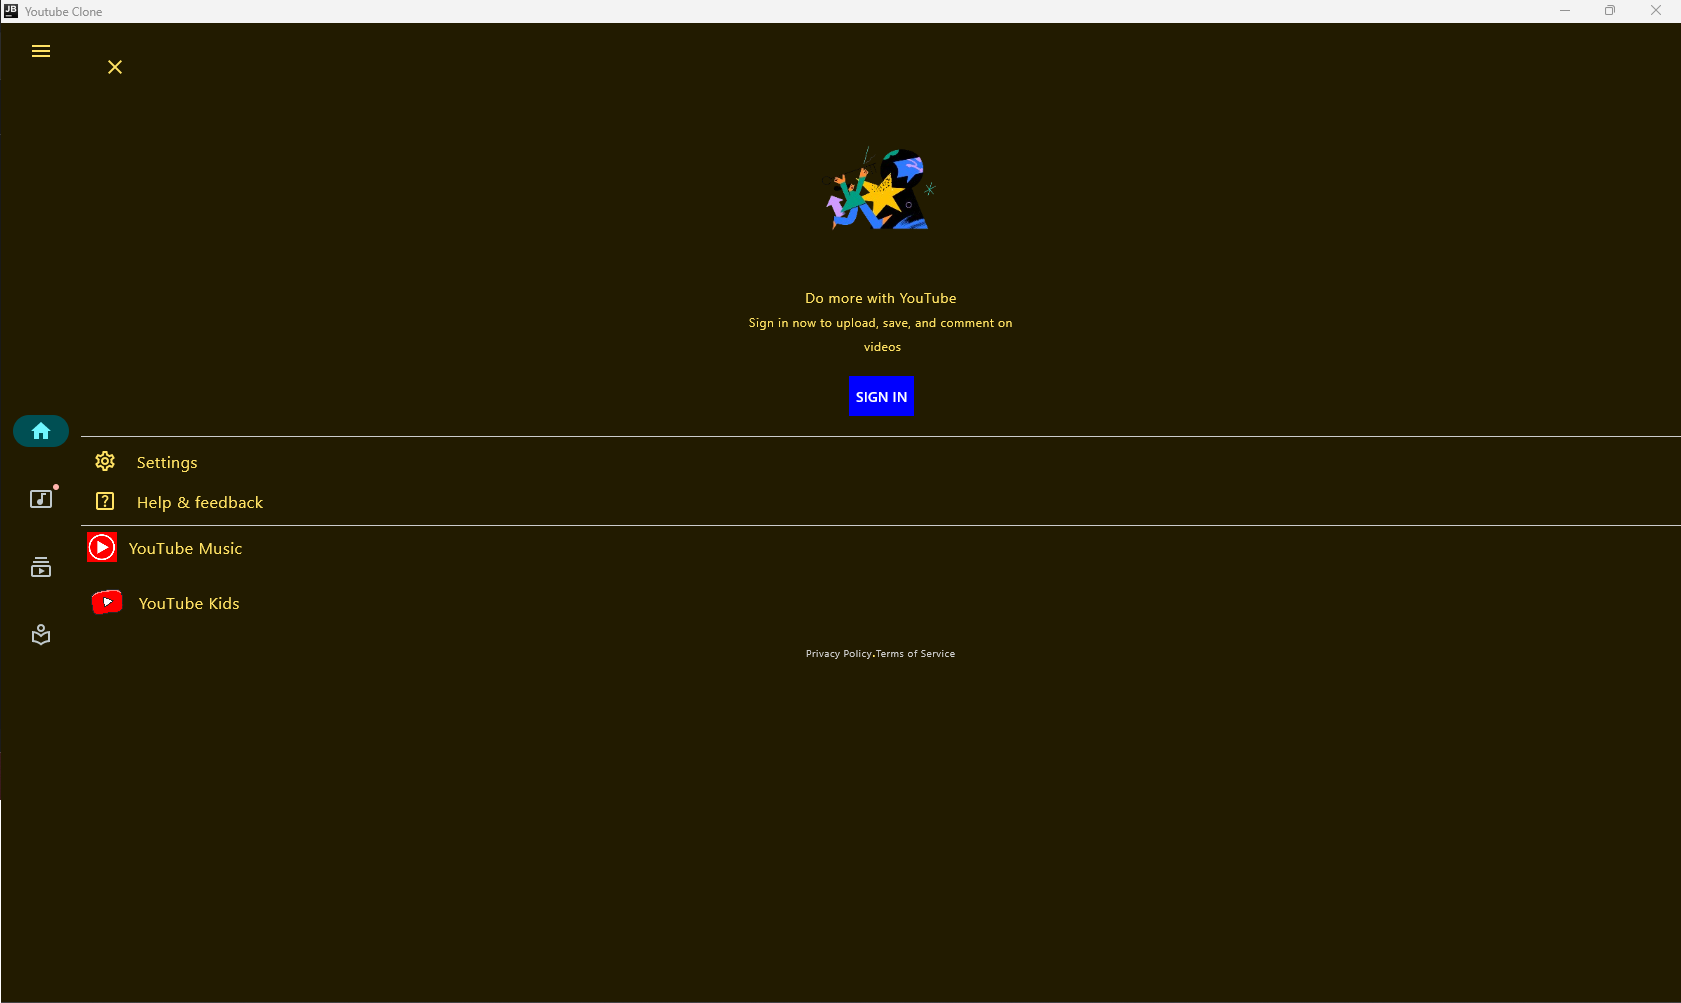 JB Youtube Clone
Do more with YouTube
Sign in now to upload, save, and comment on
videos
SIGN IN
Settings
Help & feedback
YouTube Music
YouTube Kids
Privacy Policy.Terms of Service